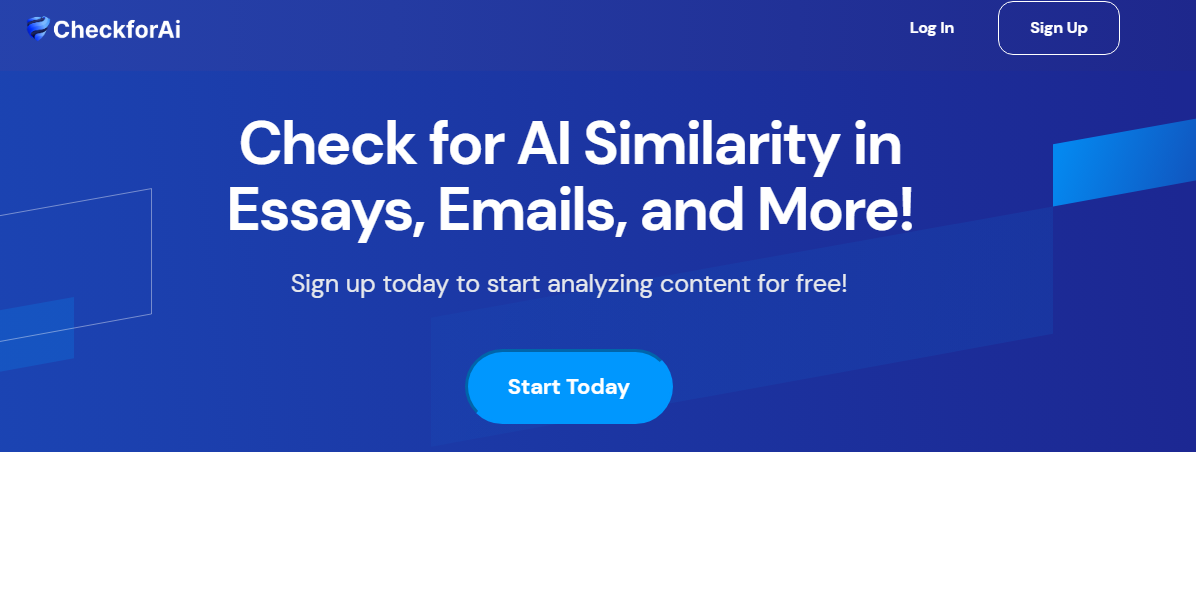 CheckforAi
Log In
Sign Up
Check for AI Similarity in
Essays, Emails, and More!
Sign up today to start analyzing content for free!
Start Today